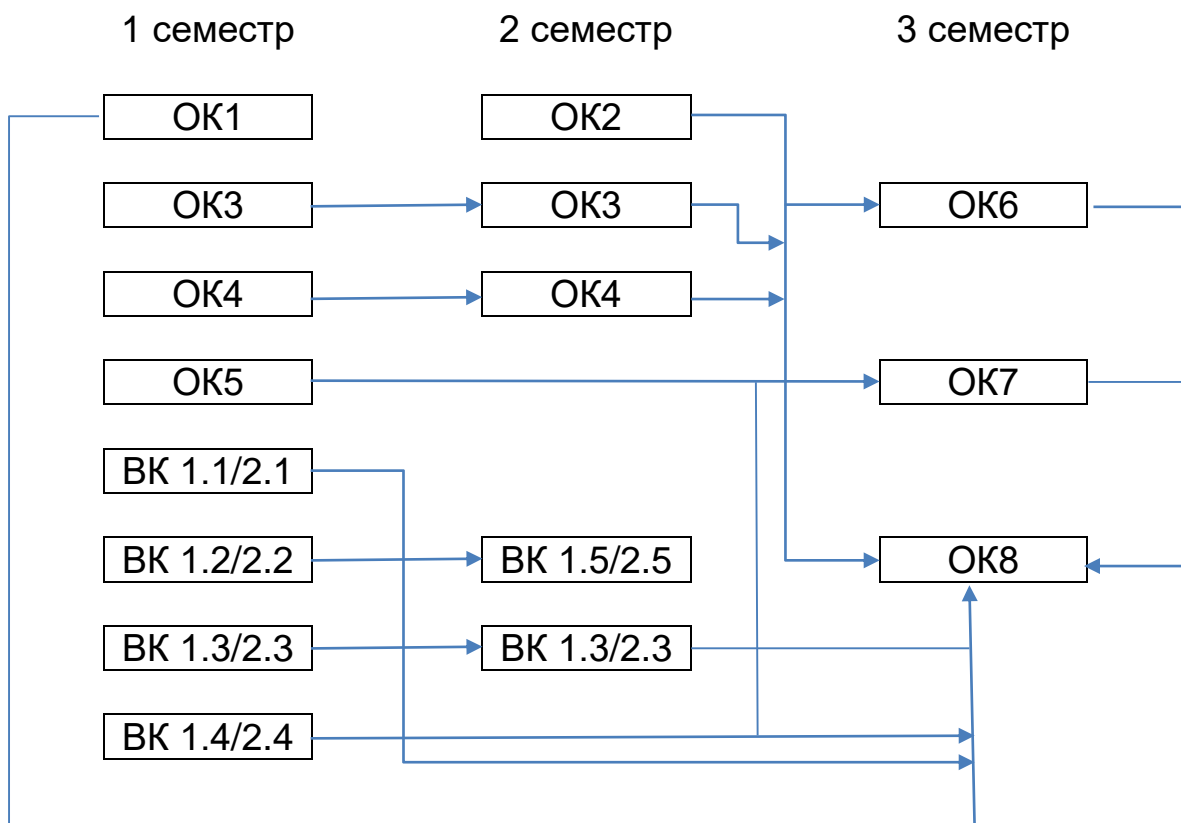 1 семестр 2 семестр 3 семестр
ОК1 ОК2
ОК3 ОК3 ОК6
ОК4 ОК4
ОК5 ОК7
ВК 1.1/2.1
ВК 1.2/2.2 ВК 1.5/2.5 ОК8
ВК 1.3/2.3 ВК 1.3/2.3
ВК 1.4/2.4